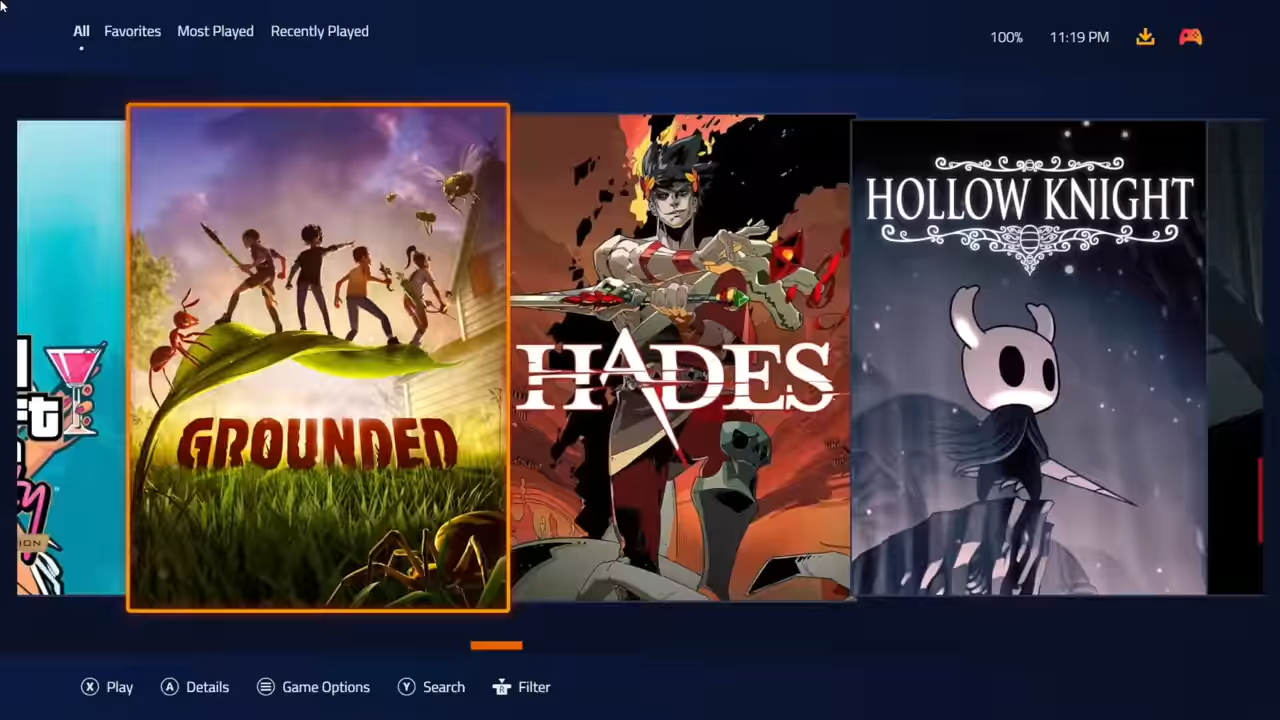 All Favorites Most Played Recently Played
100% 11:19 PM
GROUNDED
HADES
HOLLOW KNIGHT
ION
X Play A Details Game Options Y Search R Filter